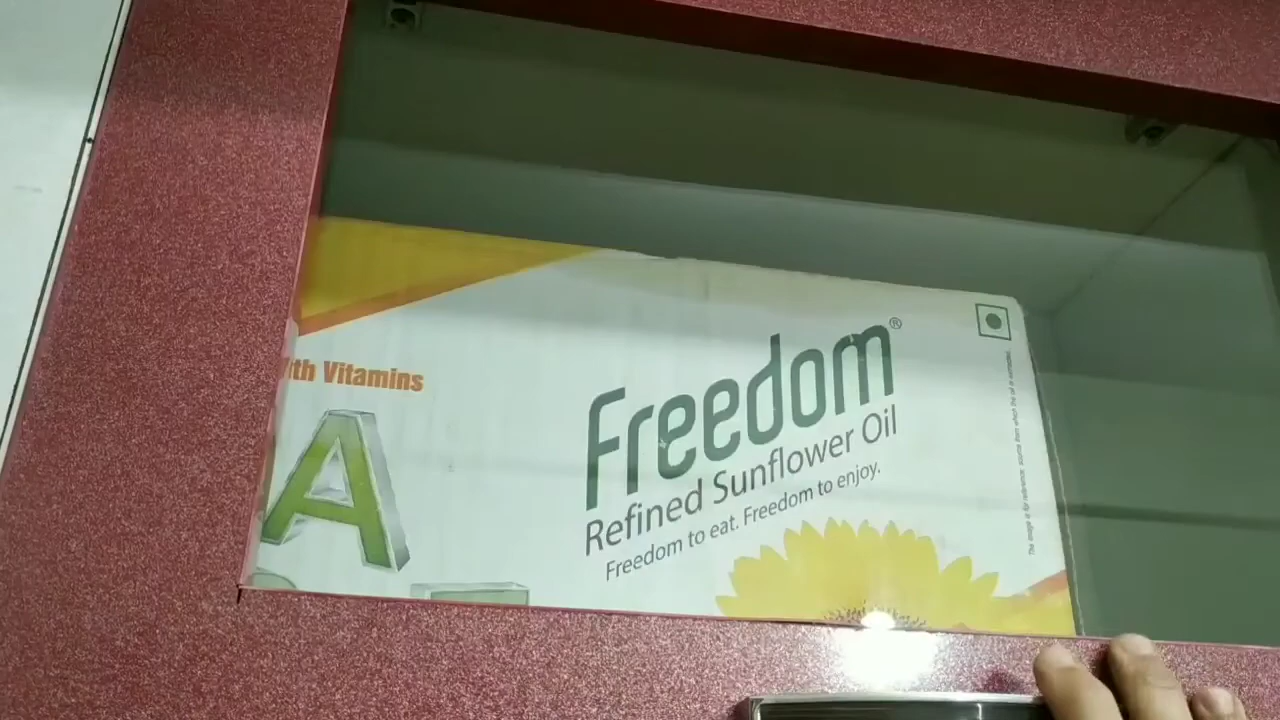 ith Vitamins
A
Freedom®
Refined Sunflower Oil
Freedom to eat. Freedom to enjoy.